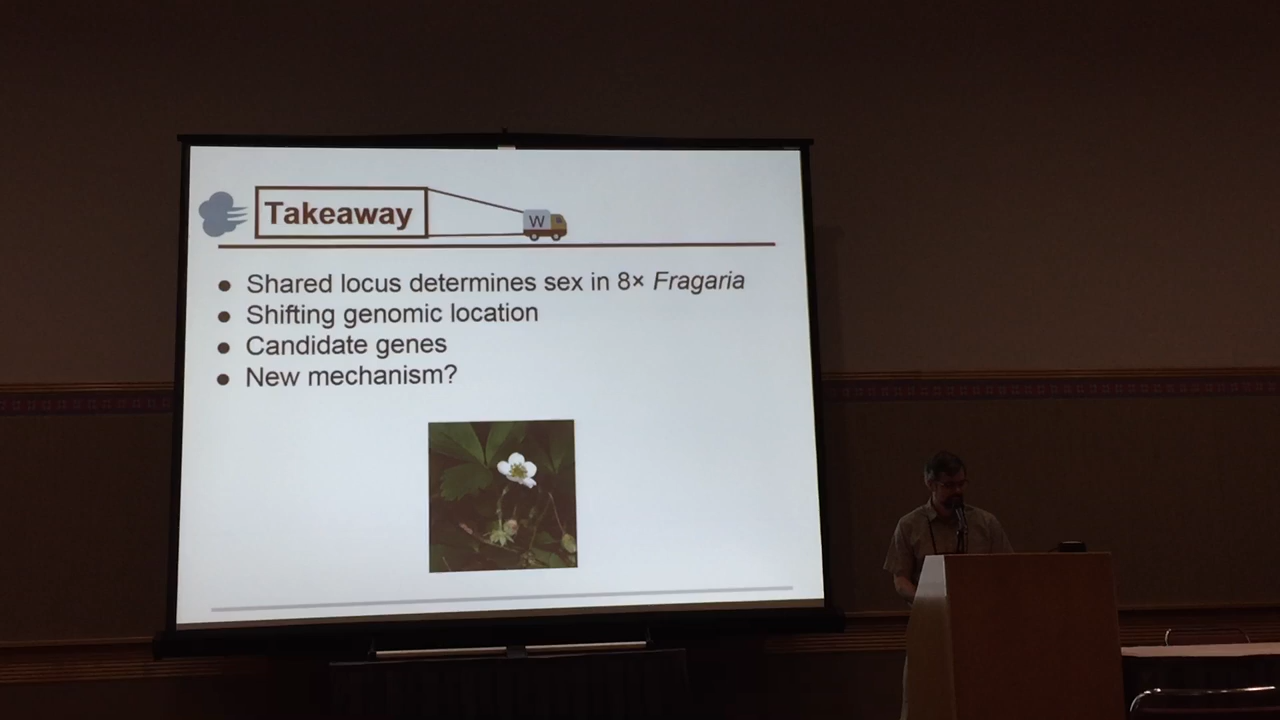 Takeaway
W
● Shared locus determines sex in 8× Fragaria
● Shifting genomic location
● Candidate genes
● New mechanism?